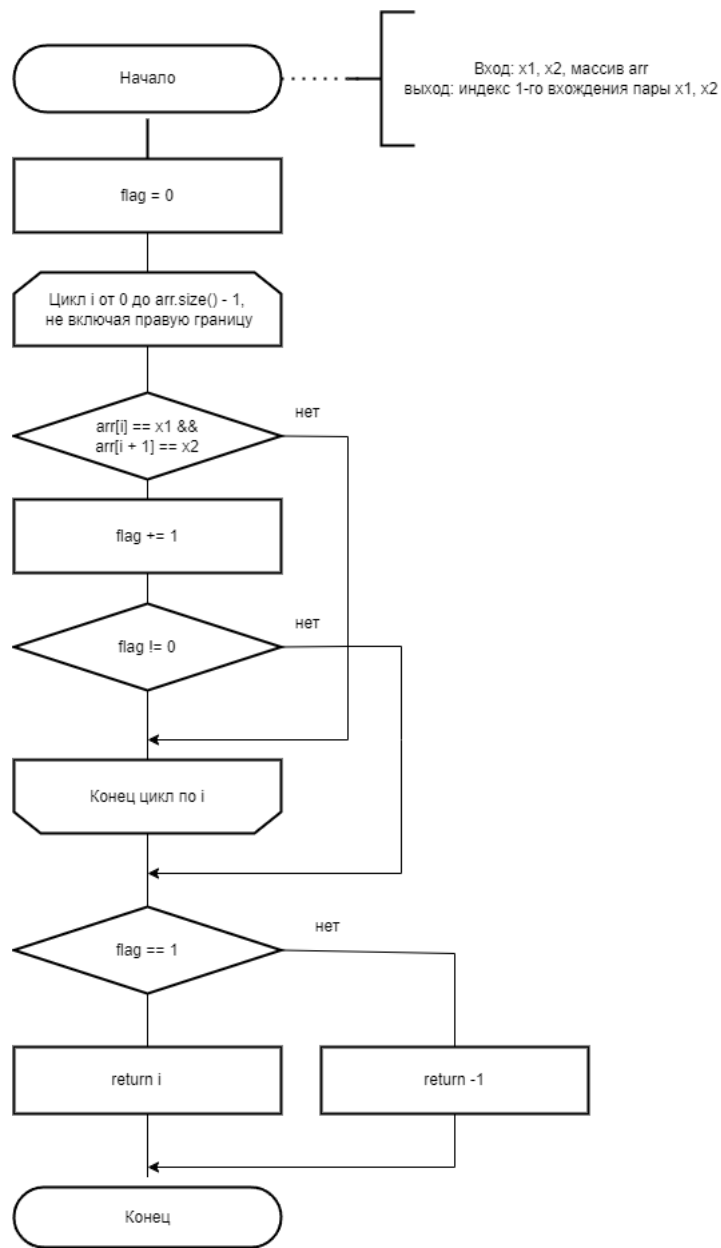 Начало
Вход: x1, x2, массив arr
выход: индекс 1-го вхождения пары x1, x2
flag = 0
Цикл i от 0 до arr.size() - 1,
не включая правую границу
arr[i] == x1 &&
arr[i + 1] == x2
нет
flag += 1
flag != 0
нет
Конец цикл по i
flag == 1
нет
return i
return -1
Конец